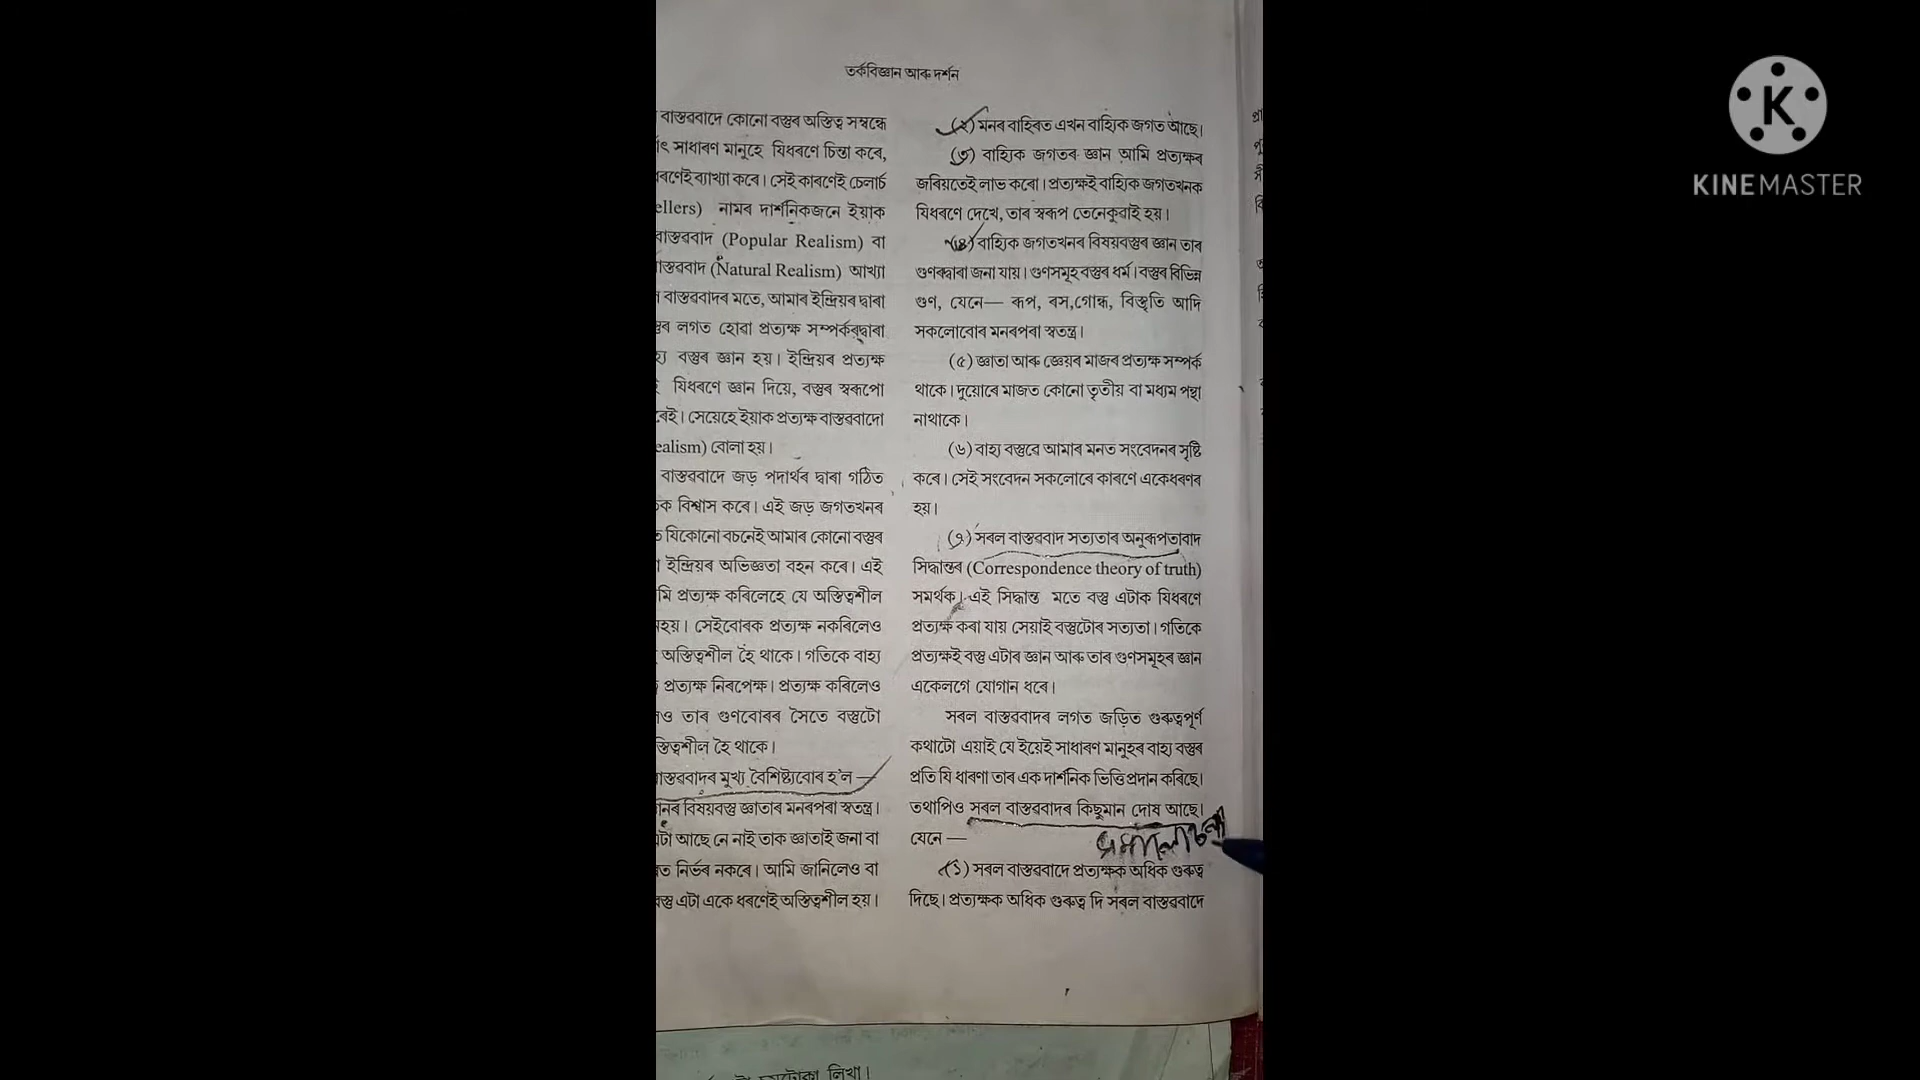 তৰ্কবিজ্ঞান আৰু দৰ্শন
বাস্তৱবাদে কোনো বস্তুৰ অস্তিত্ব সম্বন্ধে
সাধাৰণ মানুহে যিধৰণে চিন্তা কৰে,
ব্যাখ্যা কৰে। সেই কাৰণেই চেলাৰ্চ
ellers) নামৰ দাৰ্শনিকজনে ইয়াক
বাস্তৱবাদ (Popular Realism) বা
াস্তৱবাদ (Natural Realism) আখ্যা
বাস্তৱবাদৰ মতে, আমাৰ ইন্দ্ৰিয়ৰ দ্বাৰা
লগত হোৱা প্ৰত্যক্ষ সম্পৰ্কৰদ্বাৰা
বস্তুৰ জ্ঞান হয়। ইন্দ্ৰিয়ৰ প্ৰত্যক্ষ
যিধৰণে জ্ঞান দিয়ে, বস্তুৰ স্বৰূপো
সেয়েহে ইয়াক প্ৰত্যক্ষ বাস্তৱবাদো
ealism) বোলা হয়।
বাস্তৱবাদে জড় পদাৰ্থৰ দ্বাৰা গঠিত
বিশ্বাস কৰে। এই জড় জগতখনৰ
যিকোনো বচনেই আমাৰ কোনো বস্তুৰ
ইন্দ্ৰিয়ৰ অভিজ্ঞতা বহন কৰে। এই
মি প্ৰত্যক্ষ কৰিলেহে যে অস্তিত্বশীল
নহয়। সেইবোৰক প্ৰত্যক্ষ নকৰিলেও
অস্তিত্বশীল হৈ থাকে। গতিকে বাহ্য
প্ৰত্যক্ষ নিৰপেক্ষ। প্ৰত্যক্ষ কৰিলেও
ও তাৰ গুণবোৰৰ সৈতে বস্তুটো
স্তিত্বশীল হৈ থাকে।
াস্তৱবাদৰ মুখ্য বৈশিষ্ট্যবোৰ হ'ল —
ানৰ বিষয়বস্তু জ্ঞাতাৰ মনৰপৰা স্বতন্ত্ৰ।
এটা আছে নে নাই তাক জ্ঞাতাই জনা বা
ত নিৰ্ভৰ নকৰে। আমি জানিলেও বা
বস্তু এটা একে ধৰণেই অস্তিত্বশীল হয়।
(২) মনৰ বাহিৰত এখন বাহ্যিক জগত আছে।
(৩) বাহ্যিক জগতৰ জ্ঞান আমি প্ৰত্যক্ষৰ
জৰিয়তেই লাভ কৰো। প্ৰত্যক্ষই বাহ্যিক জগতখনক
যিধৰণে দেখে, তাৰ স্বৰূপ তেনেকুৱাই হয়।
(৪) বাহ্যিক জগতখনৰ বিষয়বস্তুৰ জ্ঞান তাৰ
গুণৰদ্বাৰা জনা যায়। গুণসমূহ বস্তুৰ ধৰ্ম। বস্তুৰ বিভিন্ন
গুণ, যেনে— ৰূপ, ৰস,গোন্ধ, বিস্তৃতি আদি
সকলোবোৰ মনৰপৰা স্বতন্ত্ৰ।
(৫) জ্ঞাতা আৰু জ্ঞেয়ৰ মাজৰ প্ৰত্যক্ষ সম্পৰ্ক
থাকে। দুয়োৰে মাজত কোনো তৃতীয় বা মধ্যম পন্থা
নাথাকে।
(৬) বাহ্য বস্তুৱে আমাৰ মনত সংবেদনৰ সৃষ্টি
কৰে। সেই সংবেদন সকলোৰে কাৰণে একেধৰণৰ
হয়।
(৭) সৰল বাস্তৱবাদ সত্যতাৰ অনুৰূপতাবাদ
সিদ্ধান্তৰ (Correspondence theory of truth)
সমৰ্থক। এই সিদ্ধান্ত মতে বস্তু এটাক যিধৰণে
প্ৰত্যক্ষ কৰা যায় সেয়াই বস্তুটোৰ সত্যতা। গতিকে
প্ৰত্যক্ষই বস্তু এটাৰ জ্ঞান আৰু তাৰ গুণসমূহৰ জ্ঞান
একেলগে যোগান ধৰে।
সৰল বাস্তৱবাদৰ লগত জড়িত গুৰুত্বপূৰ্ণ
কথাটো এয়াই যে ইয়েই সাধাৰণ মানুহৰ বাহ্য বস্তুৰ
প্ৰতি যি ধাৰণা তাৰ এক দাৰ্শনিক ভিত্তি প্ৰদান কৰিছে।
তথাপিও সৰল বাস্তৱবাদৰ কিছুমান দোষ আছে।
যেনে —
সমালোচনা
(১) সৰল বাস্তৱবাদে প্ৰত্যক্ষক অধিক গুৰুত্ব
দিছে। প্ৰত্যক্ষক অধিক গুৰুত্ব দি সৰল বাস্তৱবাদে
লিখা।
KINEMASTER